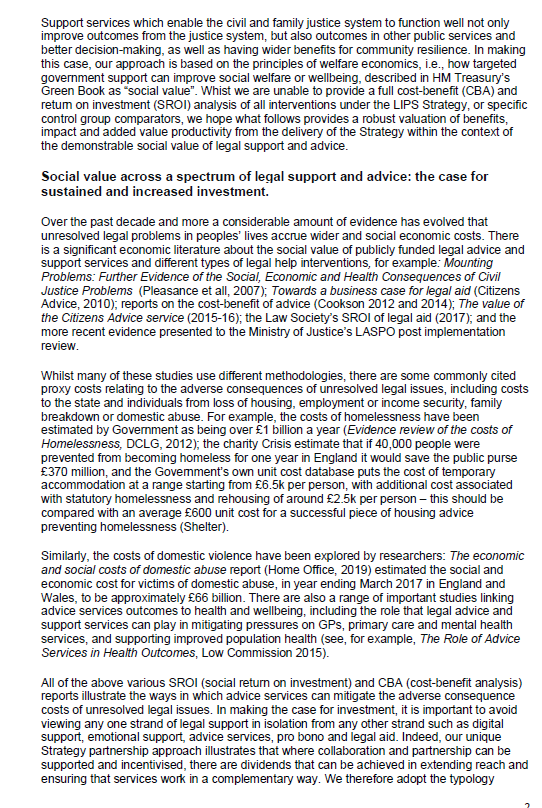 Support services which enable the civil and family justice system to function well not only
improve outcomes from the justice system, but also outcomes in other public services and
better decision-making, as well as having wider benefits for community resilience. In making
this case, our approach is based on the principles of welfare economics, i.e., how targeted
government support can improve social welfare or wellbeing, described in HM Treasury's
Green Book as “social value”. Whist we are unable to provide a full cost-benefit (CBA) and
return on investment (SROI) analysis of all interventions under the LIPS Strategy, or specific
control group comparators, we hope what follows provides a robust valuation of benefits,
impact and added value productivity from the delivery of the Strategy within the context of
the demonstrable social value of legal support and advice.
Social value across a spectrum of legal support and advice: the case for
sustained and increased investment.
Over the past decade and more a considerable amount of evidence has evolved that
unresolved legal problems in peoples' lives accrue wider and social economic costs. There
is a significant economic literature about the social value of publicly funded legal advice and
support services and different types of legal help interventions, for example: Mounting
Problems: Further Evidence of the Social, Economic and Health Consequences of Civil
Justice Problems (Pleasance et all, 2007); Towards a business case for legal aid (Citizens
Advice, 2010); reports on the cost-benefit of advice (Cookson 2012 and 2014); The value of
the Citizens Advice service (2015-16); the Law Society's SROI of legal aid (2017); and the
more recent evidence presented to the Ministry of Justice's LASPO post implementation
review.
Whilst many of these studies use different methodologies, there are some commonly cited
proxy costs relating to the adverse consequences of unresolved legal issues, including costs
to the state and individuals from loss of housing, employment or income security, family
breakdown or domestic abuse. For example, the costs of homelessness have been
estimated by Government as being over £1 billion a year (Evidence review of the costs of
Homelessness, DCLG, 2012); the charity Crisis estimate that if 40,000 people were
prevented from becoming homeless for one year in England it would save the public purse
£370 million, and the Government's own unit cost database puts the cost of temporary
accommodation at a range starting from £6.5k per person, with additional cost associated
with statutory homelessness and rehousing of around £2.5k per person – this should be
compared with an average £600 unit cost for a successful piece of housing advice
preventing homelessness (Shelter).
Similarly, the costs of domestic violence have been explored by researchers: The economic
and social costs of domestic abuse report (Home Office, 2019) estimated the social and
economic cost for victims of domestic abuse, in year ending March 2017 in England and
Wales, to be approximately £66 billion. There are also a range of important studies linking
advice services outcomes to health and wellbeing, including the role that legal advice and
support services can play in mitigating pressures on GPs, primary care and mental health
services, and supporting improved population health (see, for example, The Role of Advice
Services in Health Outcomes, Low Commission 2015).
All of the above various SROI (social return on investment) and CBA (cost-benefit analysis)
reports illustrate the ways in which advice services can mitigate the adverse consequence
costs of unresolved legal issues. In making the case for investment, it is important to avoid
viewing any one strand of legal support in isolation from any other strand such as digital
support, emotional support, advice services, pro bono and legal aid. Indeed, our unique
Strategy partnership approach illustrates that where collaboration and partnership can be
supported and incentivised, there are dividends that can be achieved in extending reach and
ensuring that services work in a complementary way. We therefore adopt the typology
2